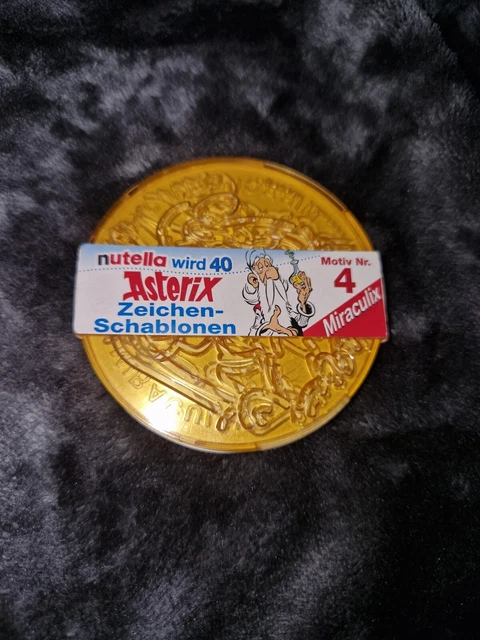 nutella wird 40
Asterix
Zeichen-
Schablonen
Motiv Nr.
4
Miraculix